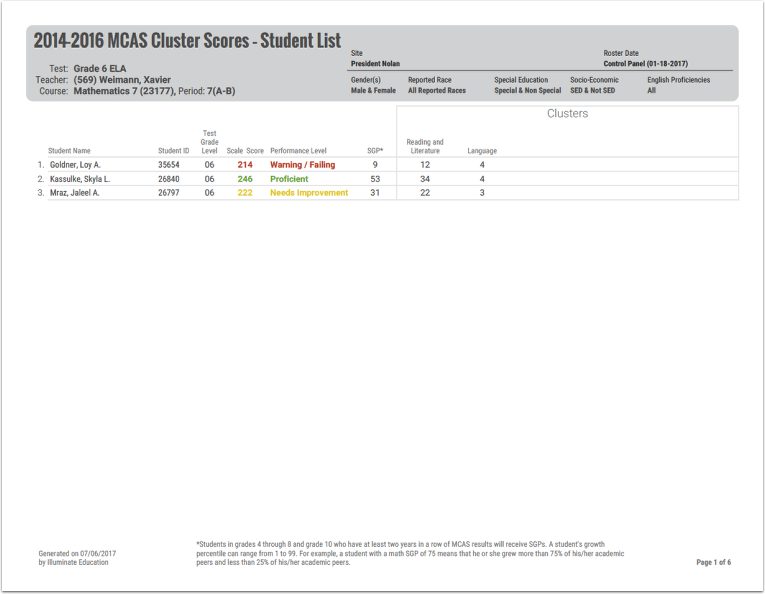 2014-2016 MCAS Cluster Scores - Student List
Test: Grade 6 ELA
Teacher: (569) Weimann, Xavier
Course: Mathematics 7 (23177), Period: 7(A-B)
Site Roster Date
President Nolan Control Panel (01-18-2017)
Gender(s) Reported Race Special Education Socio-Economic English Proficiencies
Male & Female All Reported Races Special & Non Special SED & Not SED All
Clusters
Student Name Student ID Test Grade Level Scale Score Performance Level SGP* Reading and Literature Language
1. Goldner, Loy A. 35654 06 214 Warning / Failing 9 12 4
2. Kassulke, Skyla L. 26840 06 246 Proficient 53 34 4
3. Mraz, Jaleel A. 26797 06 222 Needs Improvement 31 22 3
Generated on 07/06/2017
by Illuminate Education
*Students in grades 4 through 8 and grade 10 who have at least two years in a row of MCAS results will receive SGPs. A student's growth
percentile can range from 1 to 99. For example, a student with a math SGP of 75 means that he or she grew more than 75% of his/her academic
peers and less than 25% of his/her academic peers.
Page 1 of 6